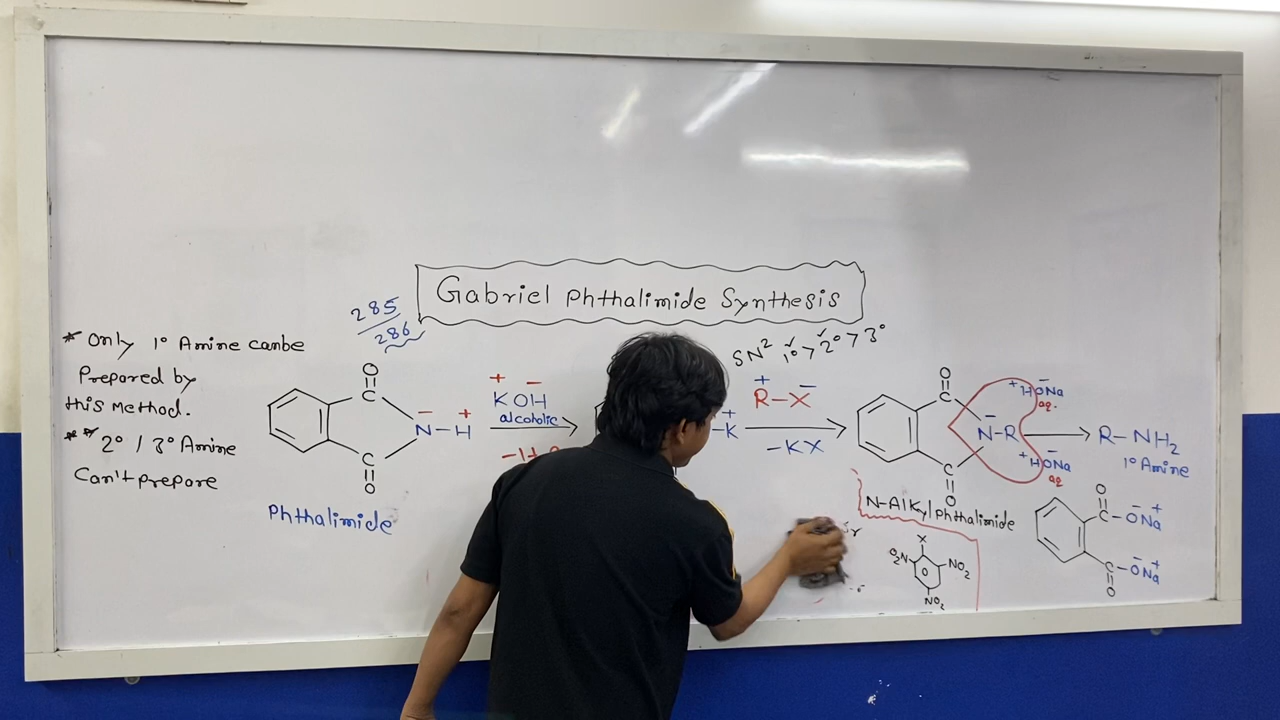 Gabriel Phthalimide Synthesis
285
286
* Only 1° Amine canbe
Prepared by
this Method.
** 2° / 3° Amine
Can't prepare
O
C
N - H
- +
C
O
Phthalimide
+ -
KOH
alcoholic
+
-K
SN² 1° > 2° > 3°
+ -
R-X
-KX
O
C
-
N-R
C
O
N-Alkyl Phthalimide
+ -
HONa
aq.
+ -
HONa
aq
R-NH₂
1° Amine
O
C-ONa
- +
C-ONa
- +
O
X
O₂N
NO₂
NO₂